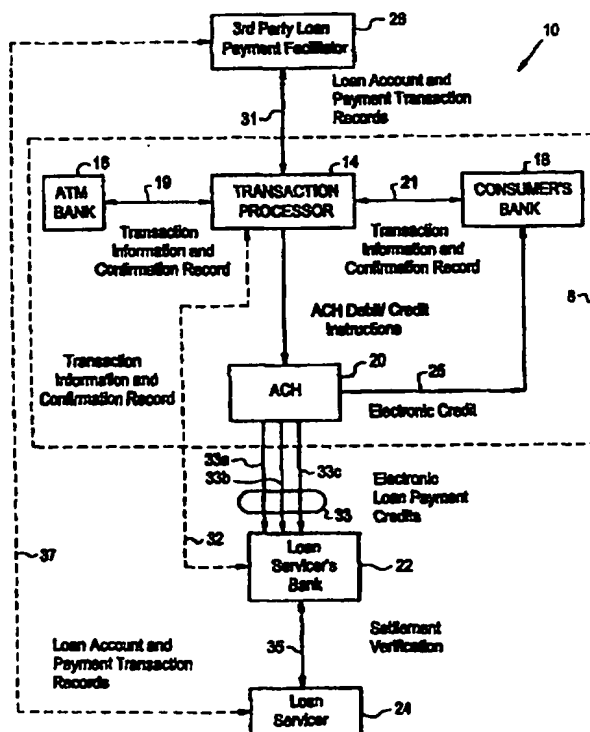 3rd Party Loan
Payment Facilitator
28
10
Loan Account and
Payment Transaction
Records
31
16
14
18
ATM
BANK
19
TRANSACTION
PROCESSOR
21
CONSUMER'S
BANK
Transaction
Information and
Confirmation Record
Transaction
Information and
Confirmation Record
8
ACH Debit/ Credit
Instructions
Transaction
Information and
Confirmation Record
20
ACH
26
Electronic Credit
33a
33b
33c
33
Electronic
Loan Payment
Credits
37
32
Loan
Servicer's
Bank
22
35
Settlement
Verification
Loan Account and
Payment Transaction
Records
Loan
Servicer
24